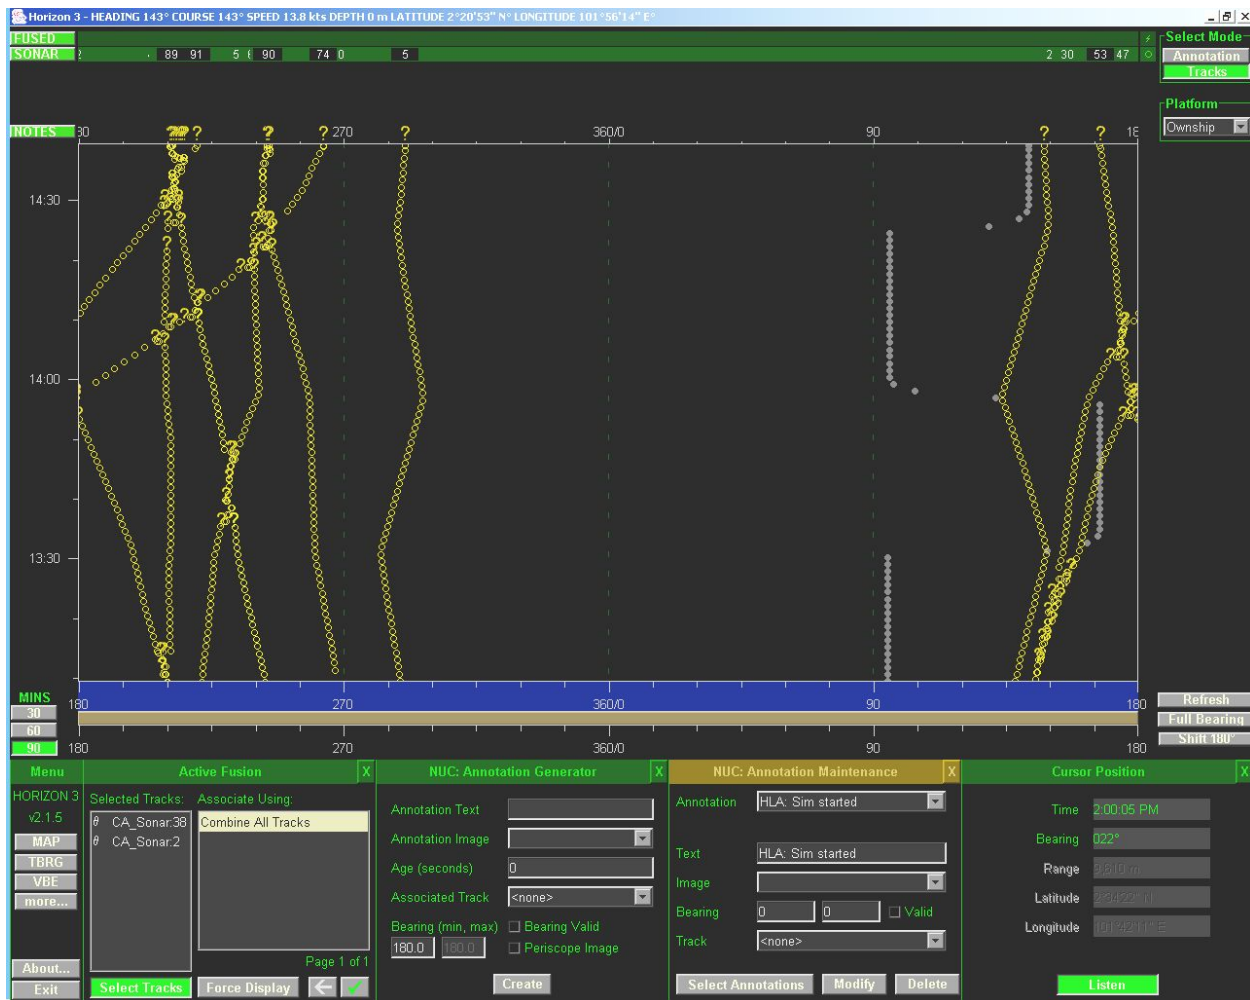 Horizon 3 - HEADING 143° COURSE 143° SPEED 13.8 kts DEPTH 0 m LATITUDE 2°20'53" N° LONGITUDE 101°56'14" E°
FUSED
Select Mode
SONAR 89 91 5 90 74 0 5 2 30 53 47
Annotation
Tracks
Platform
Ownship
NOTES ? ? ? ? ? ?
270 360/0 90
14:30
14:00
13:30
MINS
180 270 360/0 90 180
30
60
90
180 270 360/0 90 180
Refresh
Full Bearing
Shift 180°
Menu
HORIZON 3
v2.1.5
MAP
TBRG
VBE
more...
About...
Exit
Active Fusion X
Selected Tracks: Associate Using:
θ CA_Sonar:38 Combine All Tracks
θ CA_Sonar:2
Page 1 of 1
Select Tracks Force Display
NUC: Annotation Generator X
Annotation Text
Annotation Image
Age (seconds) 0
Associated Track <none>
Bearing (min, max) Bearing Valid
180.0 180.0 Periscope Image
Create
NUC: Annotation Maintenance X
Annotation HLA: Sim started
Text HLA: Sim started
Image
Bearing 0 0 Valid
Track <none>
Select Annotations Modify Delete
Cursor Position X
Time 2:00:05 PM
Bearing 022°
Range
Latitude
Longitude
Listen